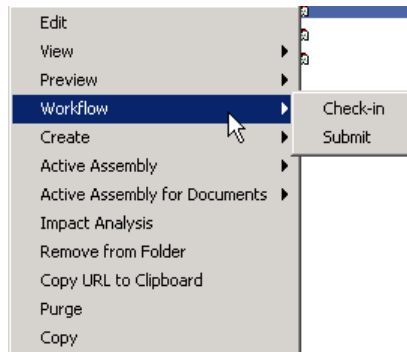 Edit
View
Preview
Workflow
Check-in
Create
Submit
Active Assembly
Active Assembly for Documents
Impact Analysis
Remove from Folder
Copy URL to Clipboard
Purge
Copy